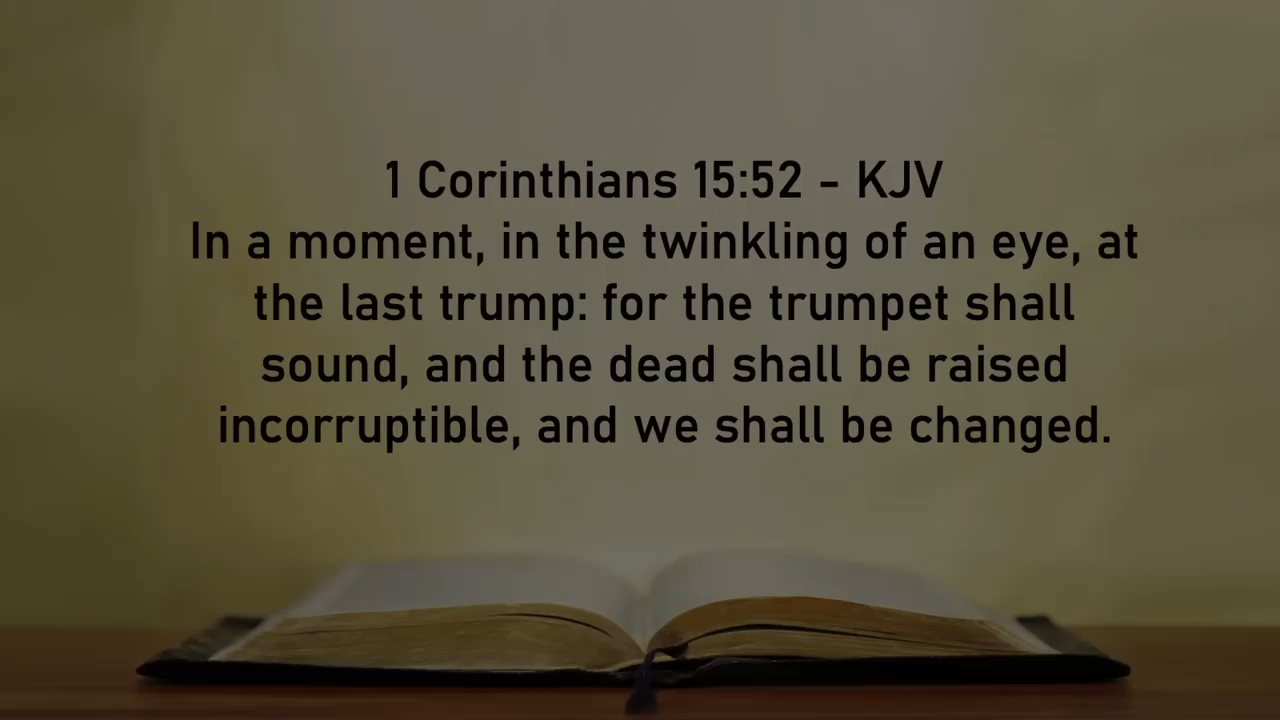 1 Corinthians 15:52 - KJV
In a moment, in the twinkling of an eye, at
the last trump: for the trumpet shall
sound, and the dead shall be raised
incorruptible, and we shall be changed.